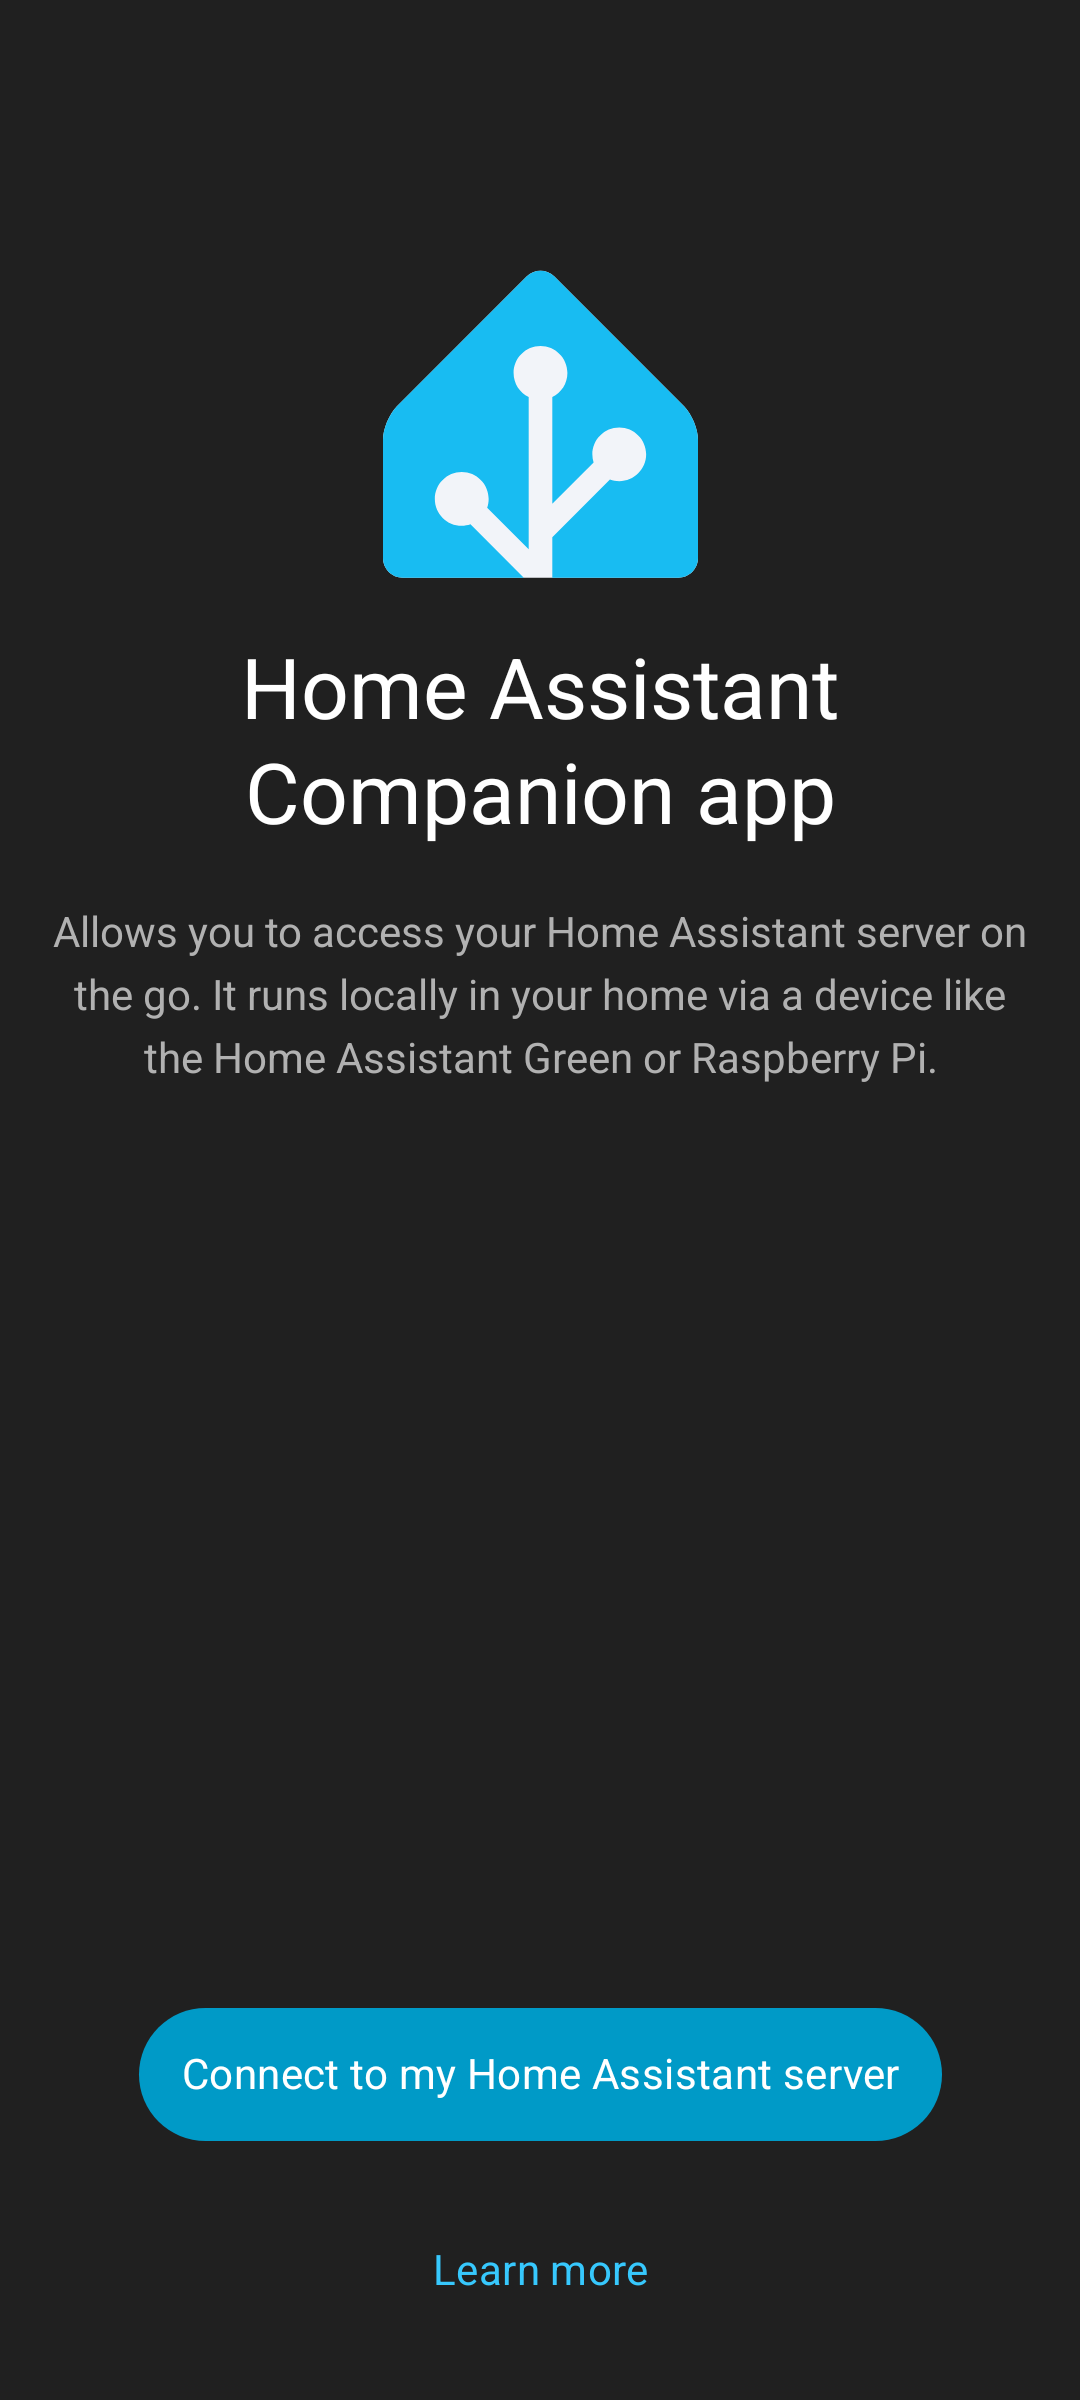 Home Assistant
Companion app
Allows you to access your Home Assistant server on
the go. It runs locally in your home via a device like
the Home Assistant Green or Raspberry Pi.
Connect to my Home Assistant server
Learn more